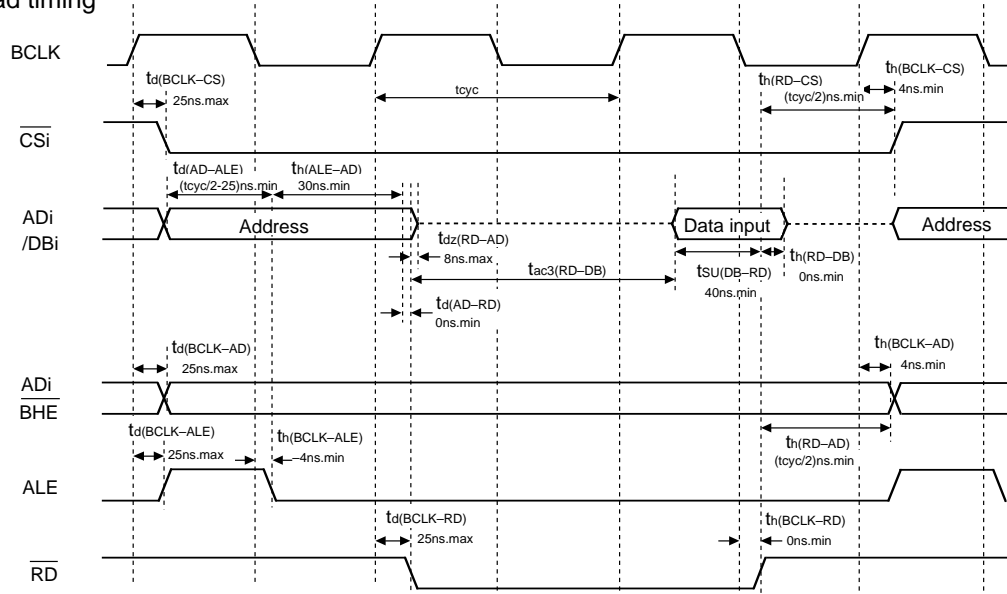 ad timing
BCLK
td(BCLK–CS)
25ns.max
tcyc
th(RD–CS)
(tcyc/2)ns.min
th(BCLK–CS)
4ns.min
CSi
td(AD–ALE)
(tcyc/2-25)ns.min
th(ALE–AD)
30ns.min
ADi
/DBi
Address
Data input
Address
tdz(RD–AD)
8ns.max
tac3(RD–DB)
tSU(DB–RD)
40ns.min
th(RD–DB)
0ns.min
td(AD–RD)
0ns.min
td(BCLK–AD)
25ns.max
th(BCLK–AD)
4ns.min
ADi
BHE
td(BCLK–ALE)
25ns.max
th(BCLK–ALE)
–4ns.min
th(RD–AD)
(tcyc/2)ns.min
ALE
td(BCLK–RD)
25ns.max
th(BCLK–RD)
0ns.min
RD